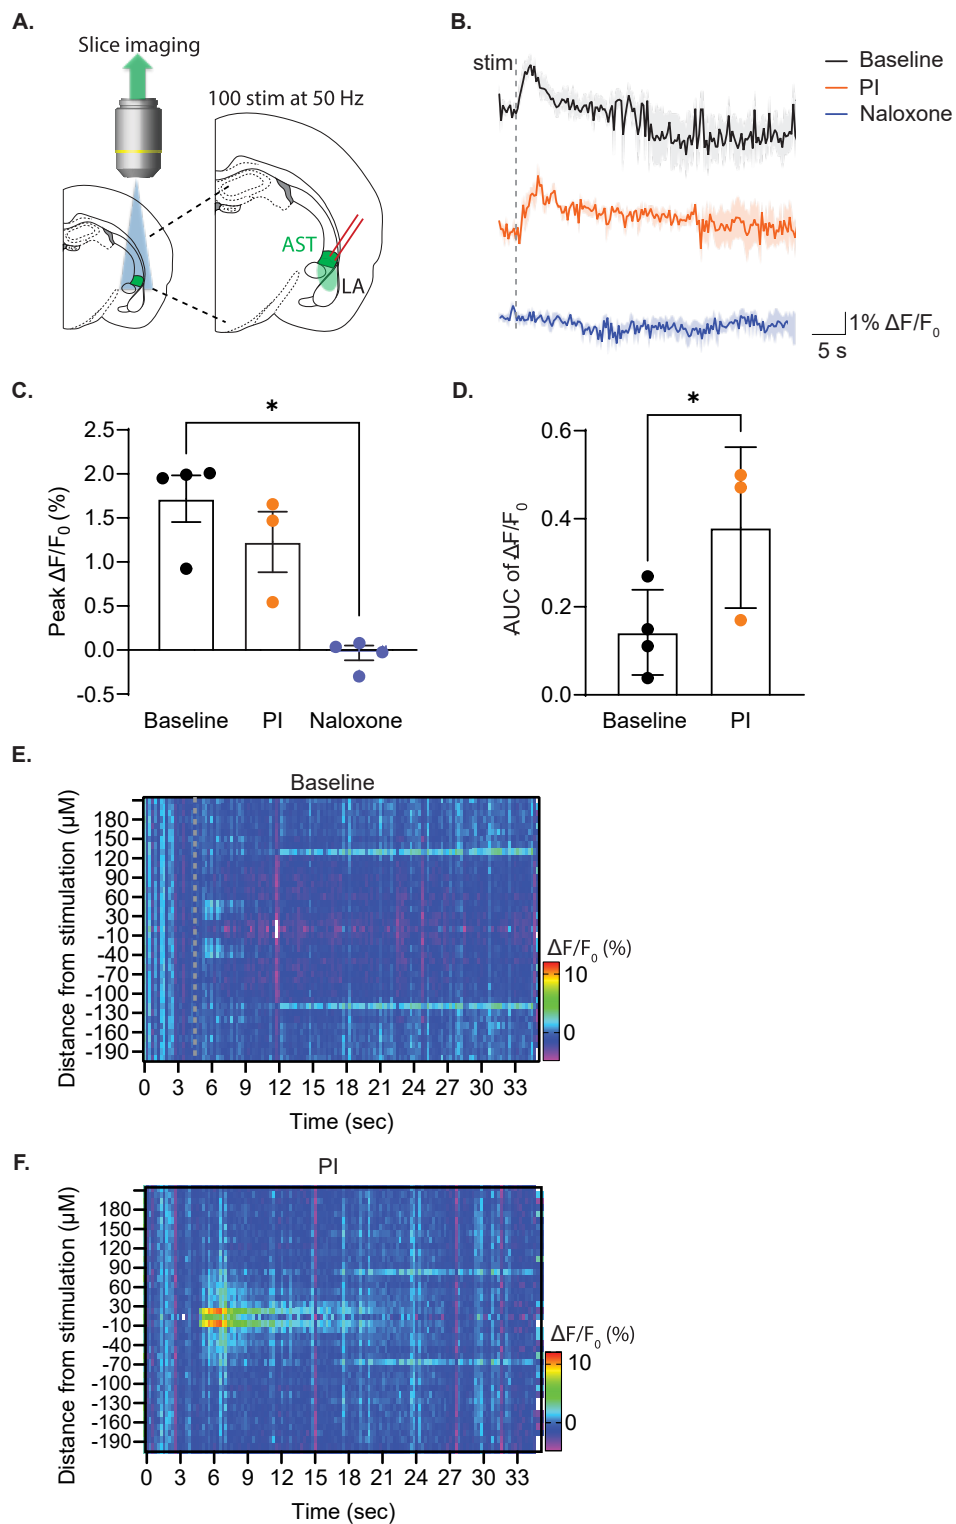 A.
Slice imaging
100 stim at 50 Hz
AST
LA
B.
stim
Baseline
PI
Naloxone
1% ΔF/F0
5 s
C.
*
Peak ΔF/F0 (%)
2.5
2.0
1.5
1.0
0.5
0.0
-0.5
Baseline PI Naloxone
D.
*
AUC of ΔF/F0
0.6
0.4
0.2
0.0
Baseline PI
E.
Baseline
Distance from stimulation (µM)
180
150
120
90
60
30
-10
-40
-70
-100
-130
-160
-190
0 3 6 9 12 15 18 21 24 27 30 33
Time (sec)
ΔF/F0 (%)
10
0
F.
PI
Distance from stimulation (µM)
180
150
120
90
60
30
-10
-40
-70
-100
-130
-160
-190
0 3 6 9 12 15 18 21 24 27 30 33
Time (sec)
ΔF/F0 (%)
10
0